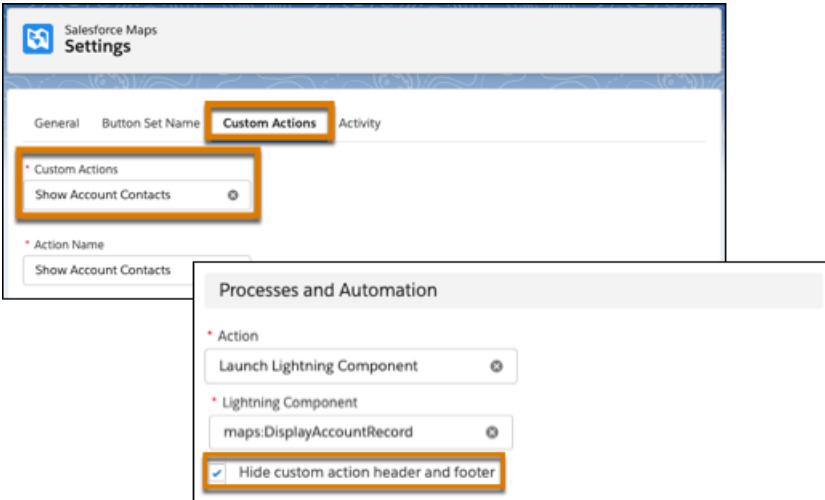 Salesforce Maps
Settings
General Button Set Name Custom Actions Activity
* Custom Actions
Show Account Contacts
* Action Name
Show Account Contacts
Processes and Automation
* Action
Launch Lightning Component
* Lightning Component
maps:DisplayAccountRecord
Hide custom action header and footer